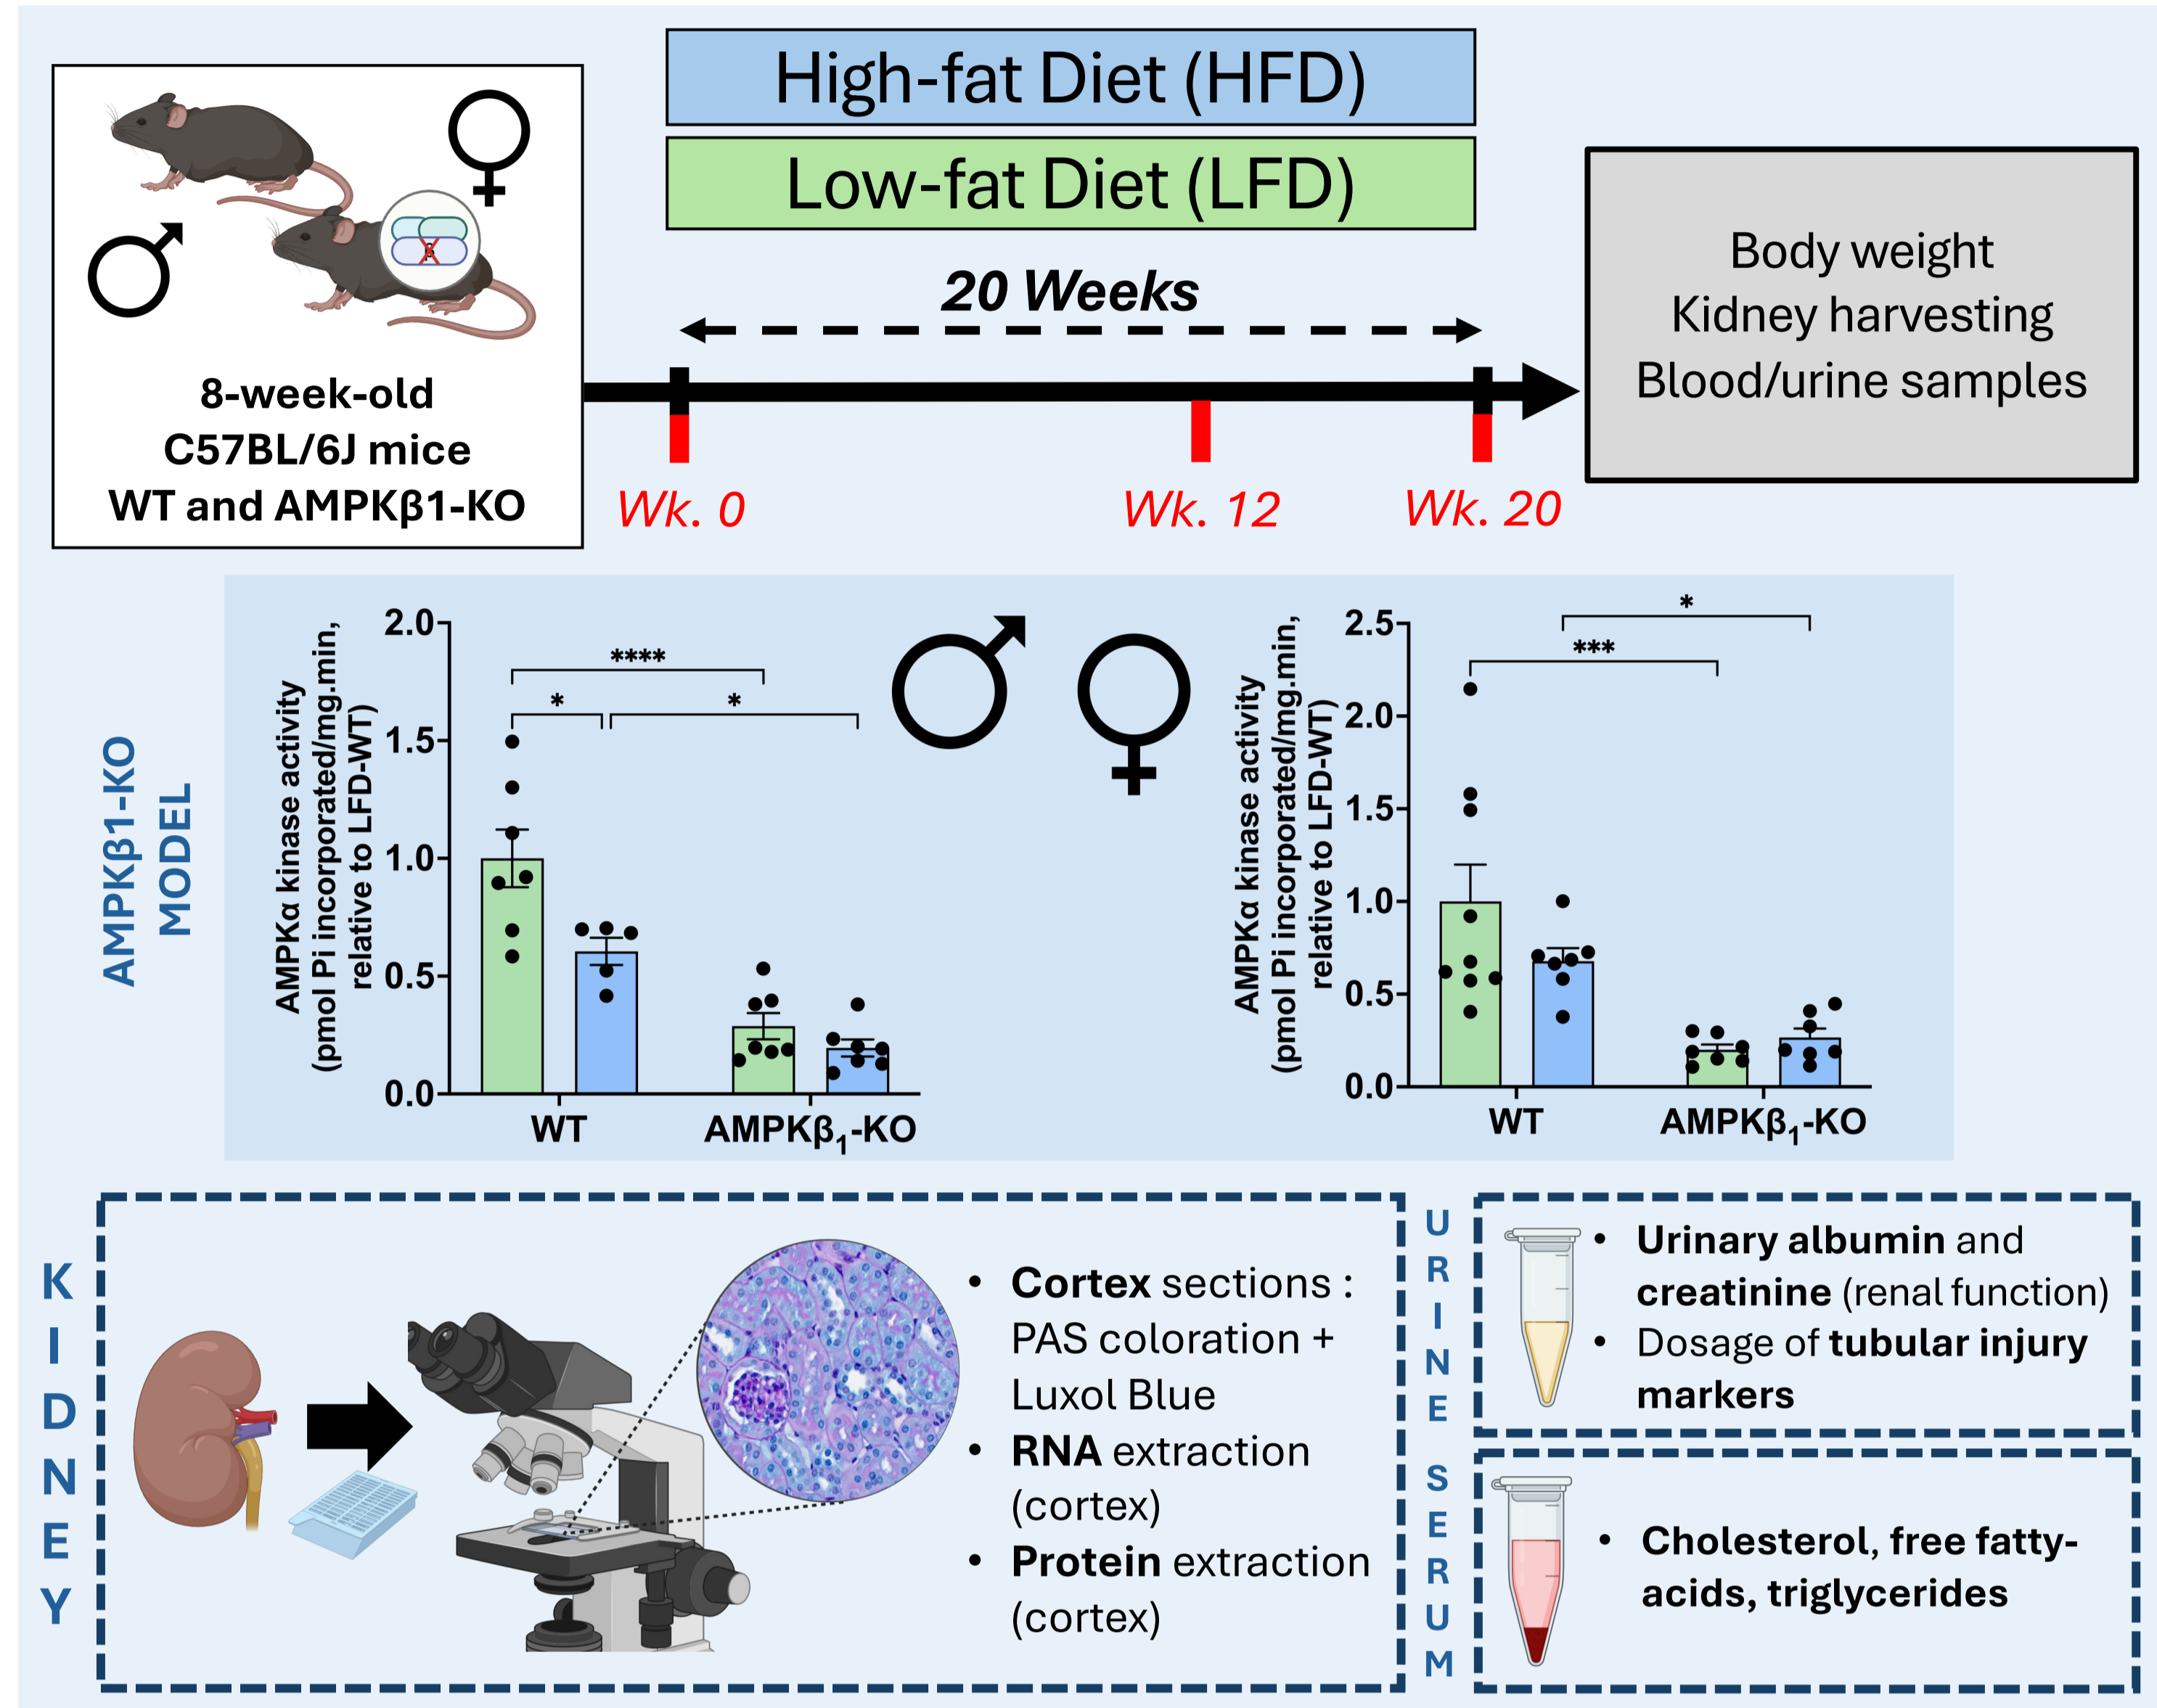 High-fat Diet (HFD)
Low-fat Diet (LFD)
20 Weeks
8-week-old
C57BL/6J mice
WT and AMPKβ1-KO
Wk. 0
Wk. 12
Wk. 20
Body weight
Kidney harvesting
Blood/urine samples
AMPKβ1-KO
MODEL
AMPKα kinase activity
(pmol Pi incorporated/mg.min,
relative to LFD-WT)
2.0
1.5
1.0
0.5
0.0
****
*
*
WT
AMPKβ1-KO
AMPKα kinase activity
(pmol Pi incorporated/mg.min,
relative to LFD-WT)
2.5
2.0
1.5
1.0
0.5
0.0
*
***
WT
AMPKβ1-KO
KIDNEY
• Cortex sections :
PAS coloration +
Luxol Blue
• RNA extraction
(cortex)
• Protein extraction
(cortex)
URINE
• Urinary albumin and
creatinine (renal function)
• Dosage of tubular injury
markers
SERUM
• Cholesterol, free fatty-
acids, triglycerides